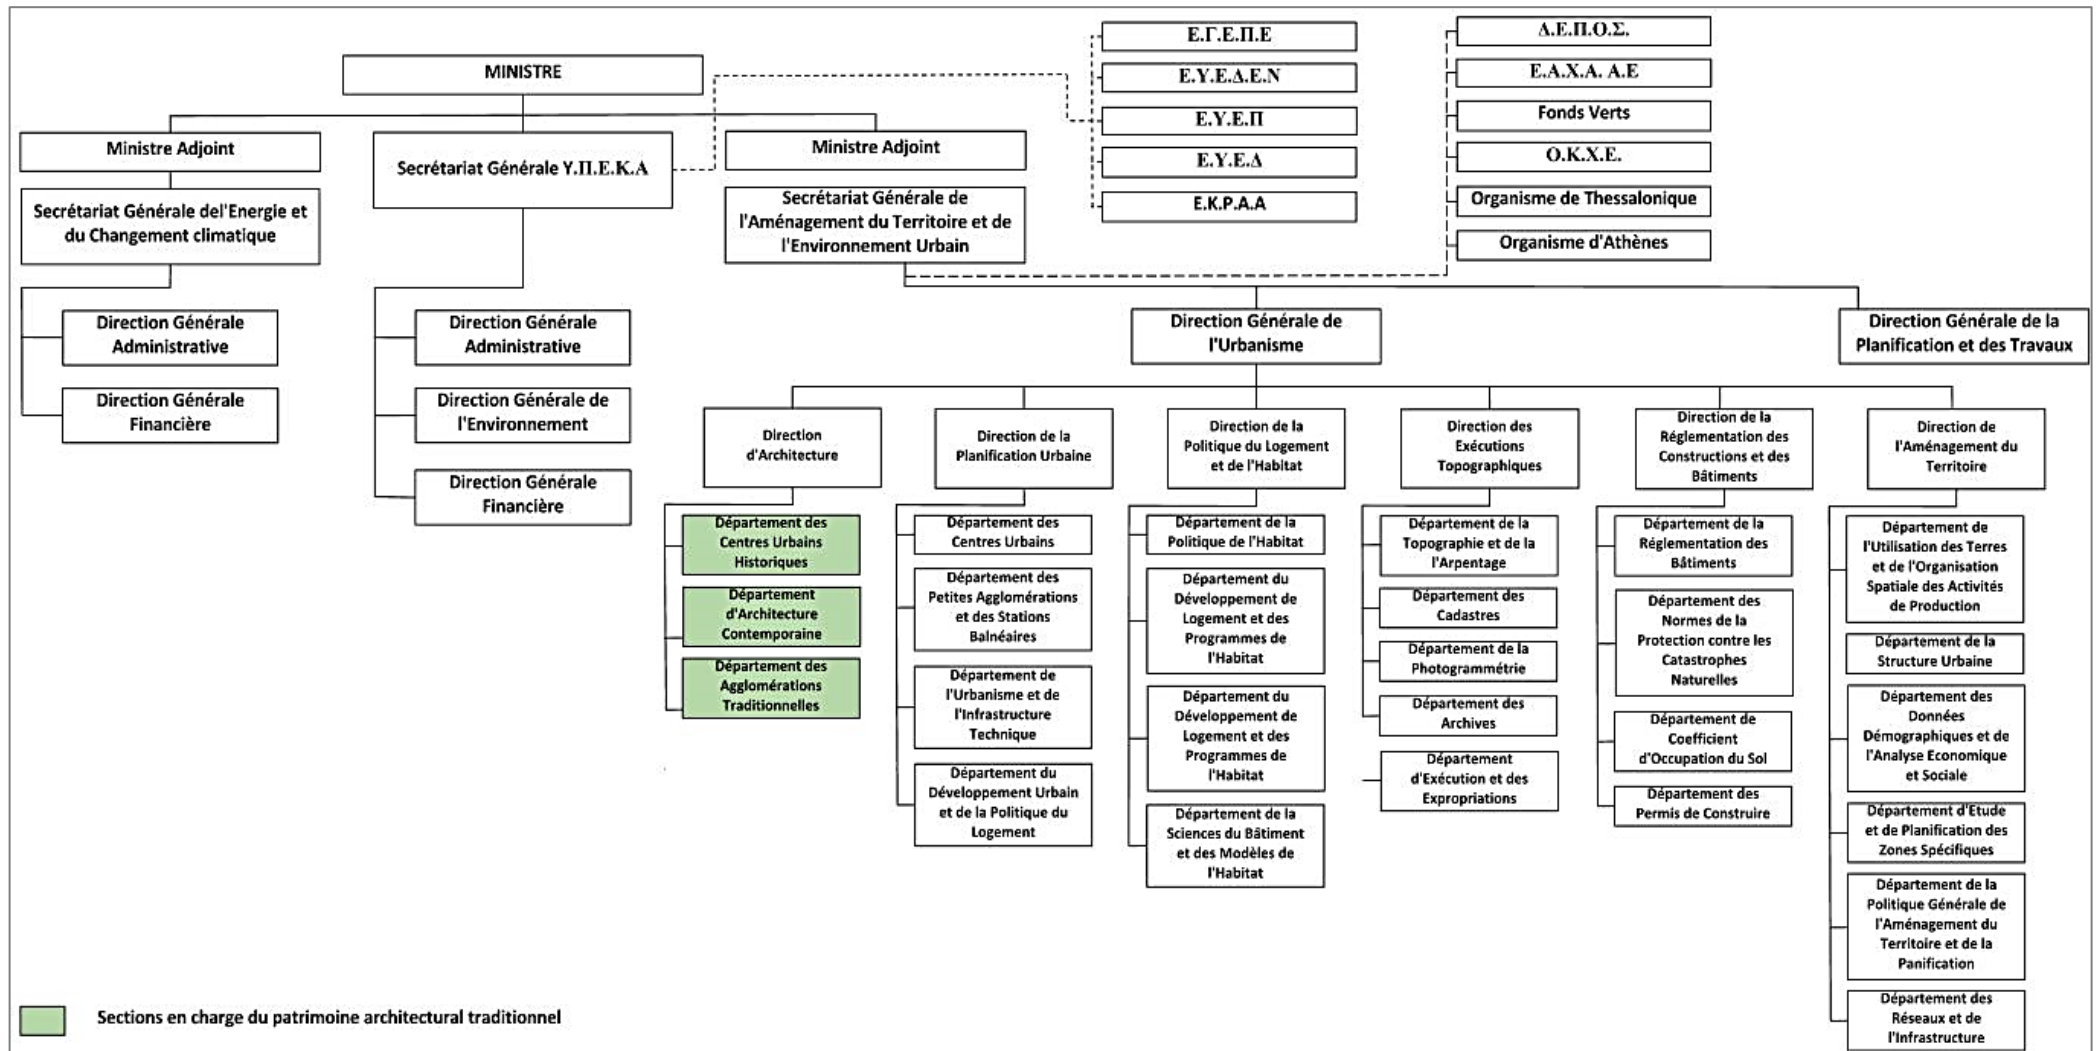 MINISTRE
Ministre Adjoint
Secrétariat Générale Υ.Π.Ε.Κ.Α
Ministre Adjoint
Secrétariat Générale del'Energie et
du Changement climatique
Secrétariat Générale de
l'Aménagement du Territoire et de
l'Environnement Urbain
Ε.Γ.Ε.Π.Ε
Ε.Υ.Ε.Δ.Ε.Ν
Ε.Υ.Ε.Π
Ε.Υ.Ε.Δ
E.K.P.A.A
Δ.Ε.Π.Ο.Σ.
Ε.Α.Χ.Α. Α.Ε
Fonds Verts
Ο.Κ.Χ.Ε.
Organisme de Thessalonique
Organisme d'Athènes
Direction Générale
Administrative
Direction Générale
Financière
Direction Générale
Administrative
Direction Générale de
l'Environnement
Direction Générale
Financière
Direction Générale de
l'Urbanisme
Direction Générale de la
Planification et des Travaux
Direction
d'Architecture
Département des
Centres Urbains
Historiques
Département
d'Architecture
Contemporaine
Département des
Agglomérations
Traditionnelles
Direction de la
Planification Urbaine
Département des
Centres Urbains
Département des
Petites Agglomérations
et des Stations
Balnéaires
Département de
l'Urbanisme et de
l'Infrastructure
Technique
Département du
Développement Urbain
et de la Politique du
Logement
Direction de la
Politique du Logement
et de l'Habitat
Département de la
Politique de l'Habitat
Département du
Développement de
Logement et des
Programmes de
l'Habitat
Département du
Développement de
Logement et des
Programmes de
l'Habitat
Département de la
Sciences du Bâtiment
et des Modèles de
l'Habitat
Direction des
Exécutions
Topographiques
Département de la
Topographie et de la
l'Arpentage
Département des
Cadastres
Département de la
Photogrammétrie
Département des
Archives
Département
d'Exécution et des
Expropriations
Direction de la
Réglementation des
Constructions et des
Bâtiments
Département de la
Réglementation des
Bâtiments
Département des
Normes de la
Protection contre les
Catastrophes
Naturelles
Département de
Coefficient
d'Occupation du Sol
Département des
Permis de Construire
Direction de
l'Aménagement du
Territoire
Département de
l'Utilisation des Terres
et de l'Organisation
Spatiale des Activités
de Production
Département de la
Structure Urbaine
Département des
Données
Démographiques et de
l'Analyse Economique
et Sociale
Département d'Etude
et de Planification des
Zones Spécifiques
Département de la
Politique Générale de
l'Aménagement du
Territoire et de la
Panification
Département des
Réseaux et de
l'Infrastructure
Sections en charge du patrimoine architectural traditionnel